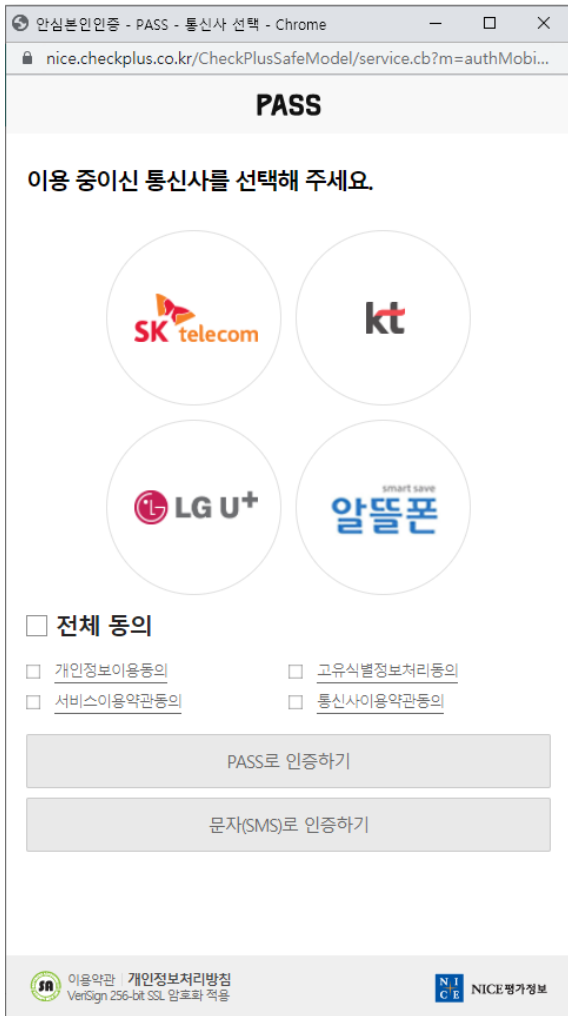 안심본인인증 - PASS - 통신사 선택 - Chrome
nice.checkplus.co.kr/CheckPlusSafeModel/service.cb?m=authMobi...
PASS
이용 중이신 통신사를 선택해 주세요.
SK telecom
kt
LG U+
smart save
알뜰폰
전체 동의
개인정보이용동의 고유식별정보처리동의
서비스이용약관동의 통신사이용약관동의
PASS로 인증하기
문자(SMS)로 인증하기
SA
이용약관 | 개인정보처리방침
VeriSign 256-bit SSL 암호화 적용
NICE
NICE평가정보